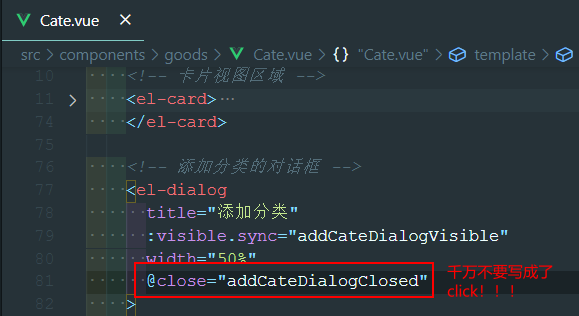 Cate.vue ×
src > components > goods > Cate.vue > {} "Cate.vue" > template >
10 <!-- 卡片视图区域 -->
11 > <el-card>…
74 </el-card>
75
76 <!-- 添加分类的对话框 -->
77 <el-dialog
78 title="添加分类"
79 :visible.sync="addCateDialogVisible"
80 width="50%"
81 @close="addCateDialogClosed" 千万不要写成了
click！！！
82 >